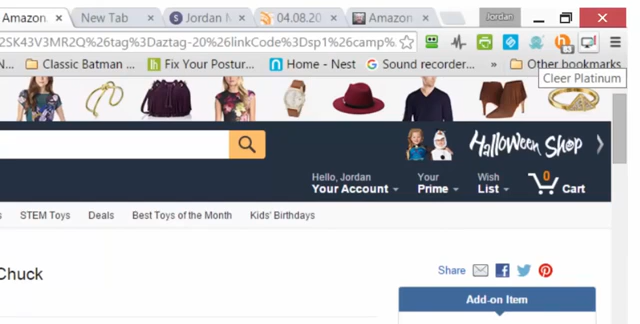 Amazon.
New Tab
Jordan
04.08.20
Amazon
Jordan
2SK43V3MR2Q%26tag%3Daztag-20%26linkCode%3Dsp1%26camp%
N...
Classic Batman ...
Fix Your Postur...
Home - Nest
Sound recorder...
»
Other bookmarks
Cleer Platinum
Halloween Shop
Hello, Jordan
Your Account
Your
Prime
Wish
List
0
Cart
s
STEM Toys
Deals
Best Toys of the Month
Kids' Birthdays
Chuck
Share
Add-on Item